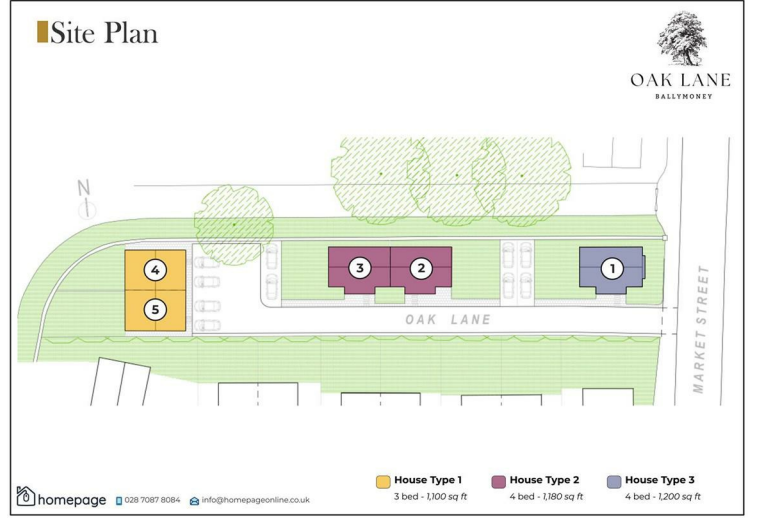 Site Plan
OAK LANE
BALLYMONEY
N
4
5
3
2
1
OAK LANE
MARKET STREET
House Type 1
3 bed - 1,100 sq ft
House Type 2
4 bed - 1,180 sq ft
House Type 3
4 bed - 1,200 sq ft
homepage
028 7087 8084
info@homepageonline.co.uk